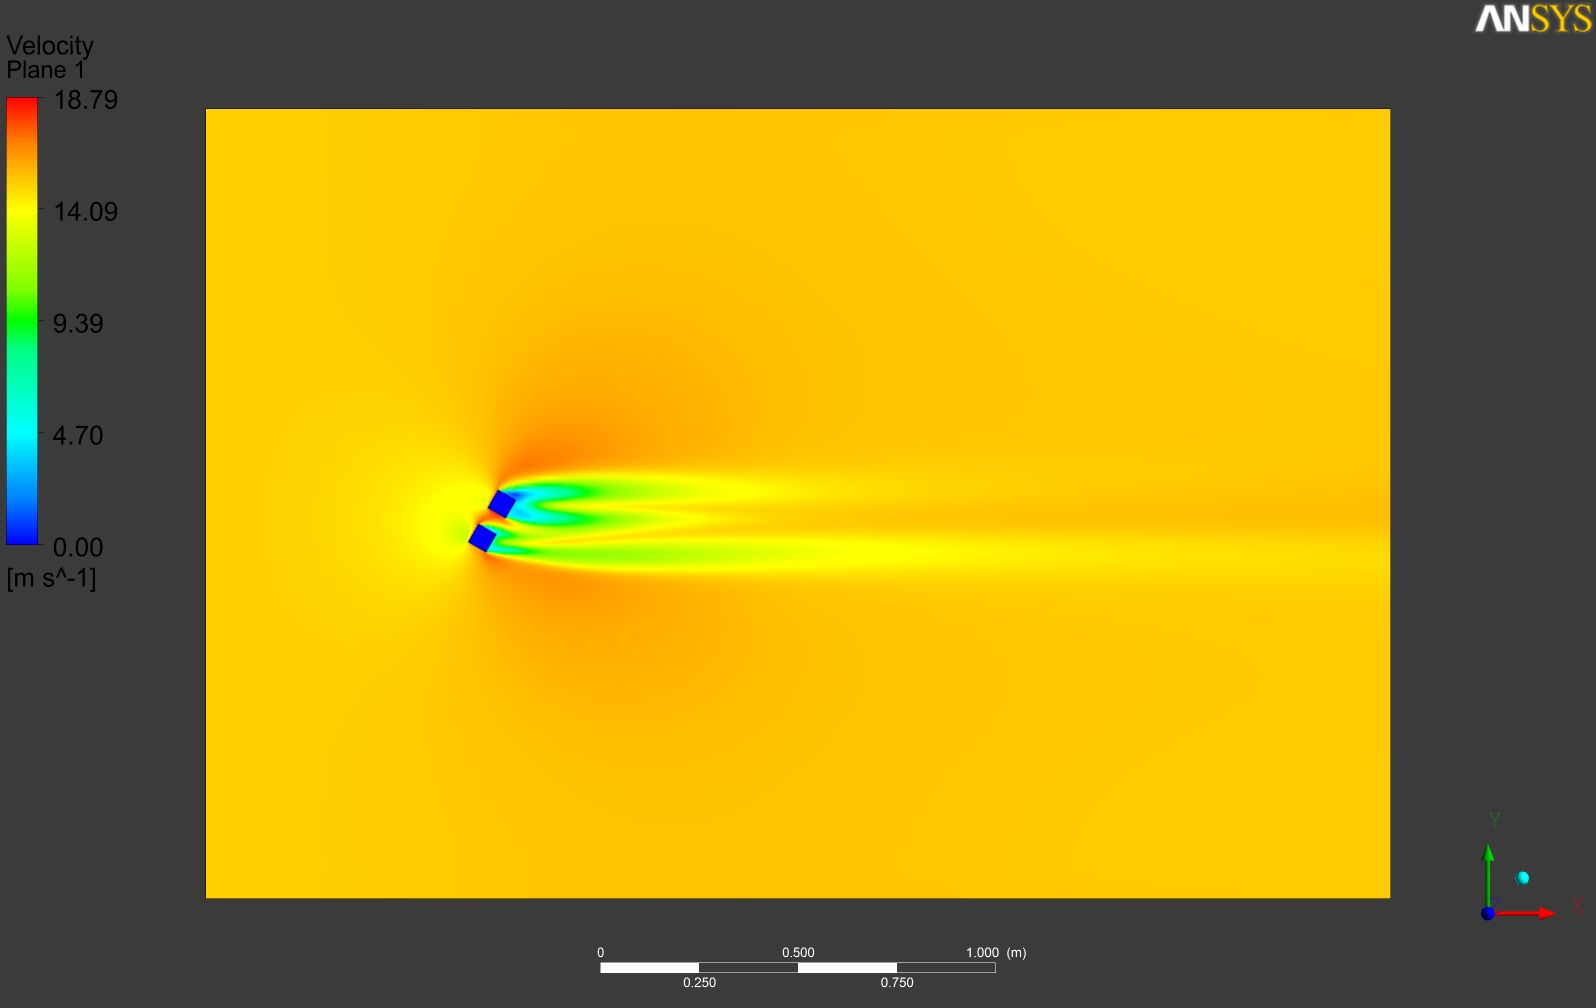 ANSYS
Velocity
Plane 1
18.79
14.09
9.39
4.70
0.00
[m s^-1]
Y
Z
X
0 0.500 1.000 (m)
0.250 0.750